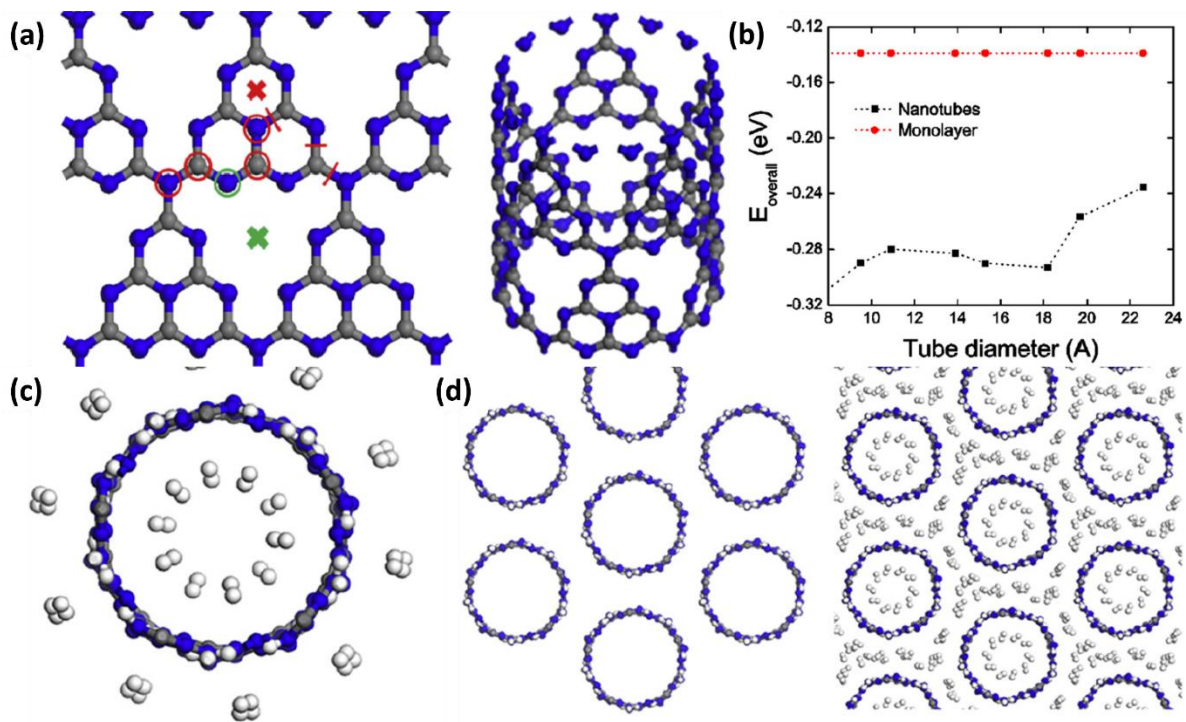 (a)
(b)
-0.12
-0.16
-0.20
-0.24
-0.28
-0.32
E_overall (eV)
Nanotubes
Monolayer
8 10 12 14 16 18 20 22 24
Tube diameter (A)
(c)
(d)